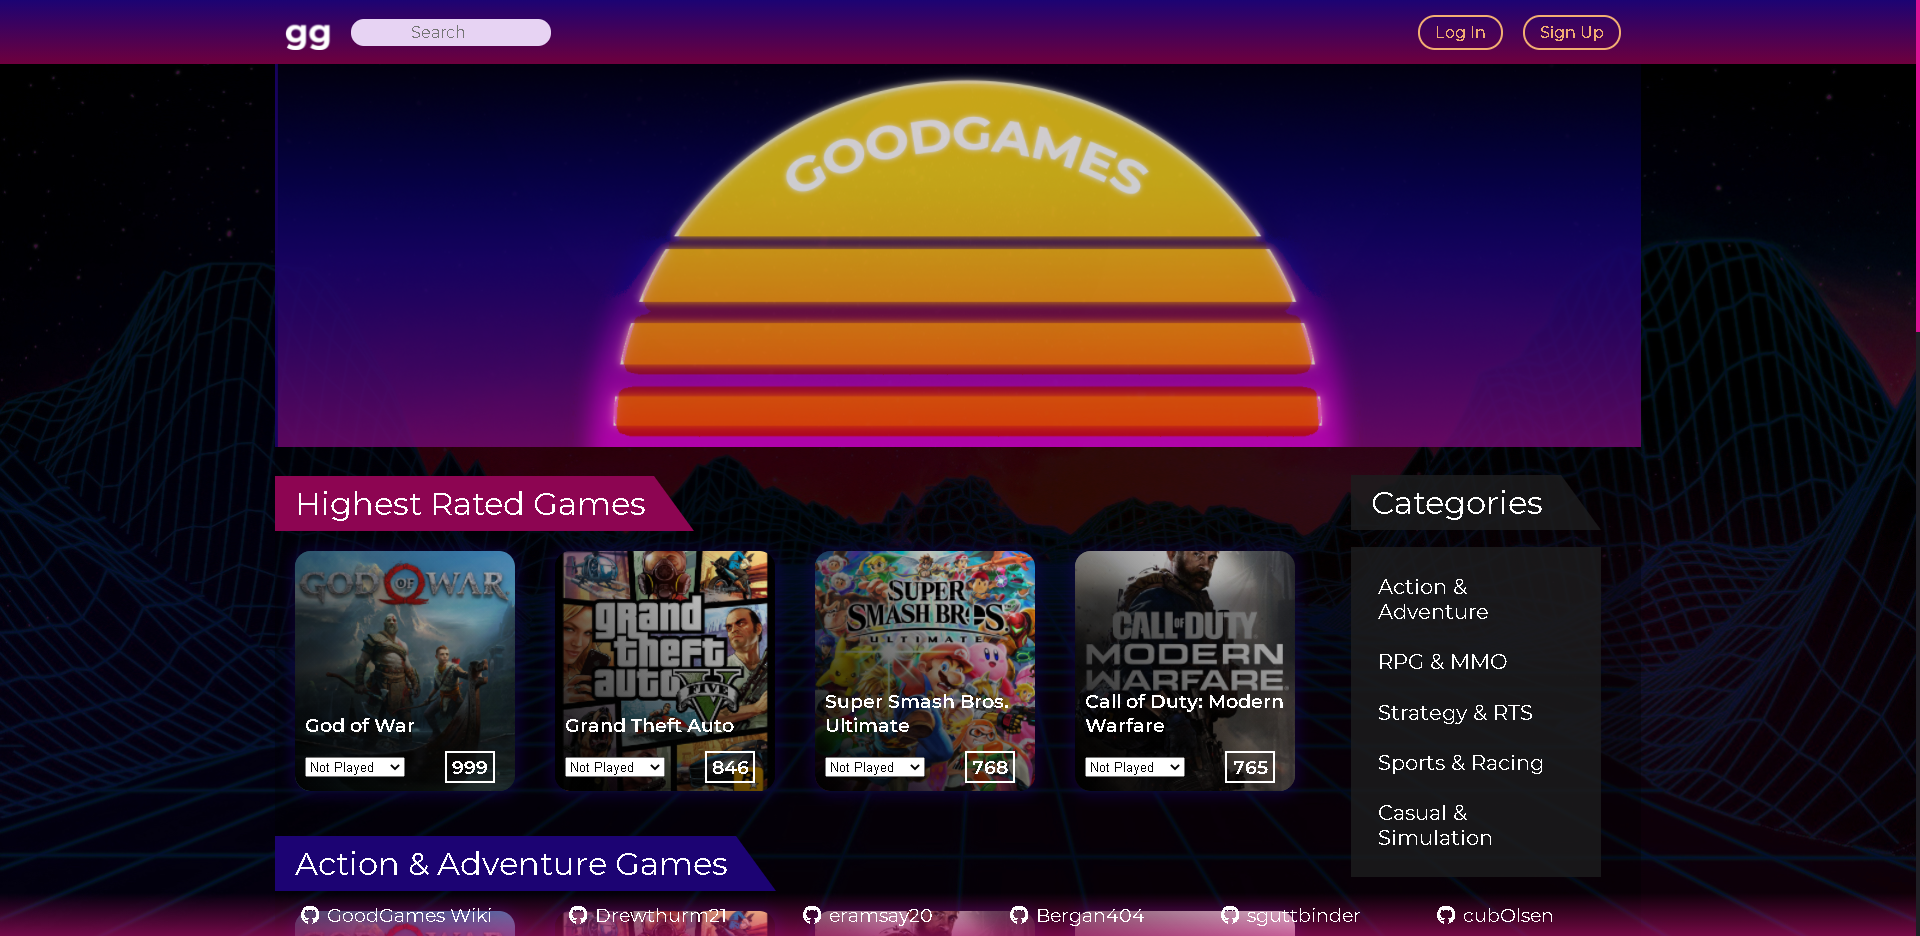 gg
Search
Log In
Sign Up
GOODGAMES
Highest Rated Games
Categories
GOD OF WAR
God of War
Not Played
999
grand
theft
auto
FIVE
Grand Theft Auto
Not Played
846
SUPER
SMASH BROS.
ULTIMATE
Super Smash Bros.
Ultimate
Not Played
768
CALL OF DUTY
MODERN
WARFARE
Call of Duty: Modern
Warfare
Not Played
765
Action &
Adventure
RPG & MMO
Strategy & RTS
Sports & Racing
Casual &
Simulation
Action & Adventure Games
GoodGames Wiki
Drewthurm21
eramsay20
Bergan404
sguttbinder
cubOlsen